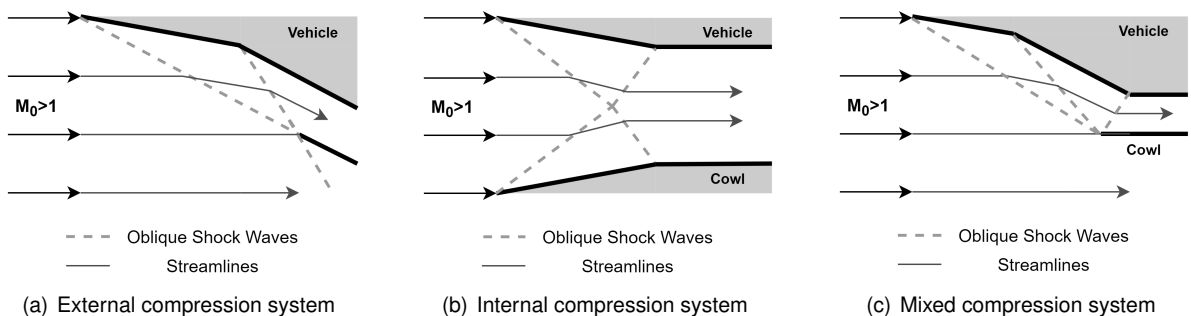 Vehicle
M0>1
Oblique Shock Waves
Streamlines
(a) External compression system
Vehicle
M0>1
Cowl
Oblique Shock Waves
Streamlines
(b) Internal compression system
Vehicle
M0>1
Cowl
Oblique Shock Waves
Streamlines
(c) Mixed compression system